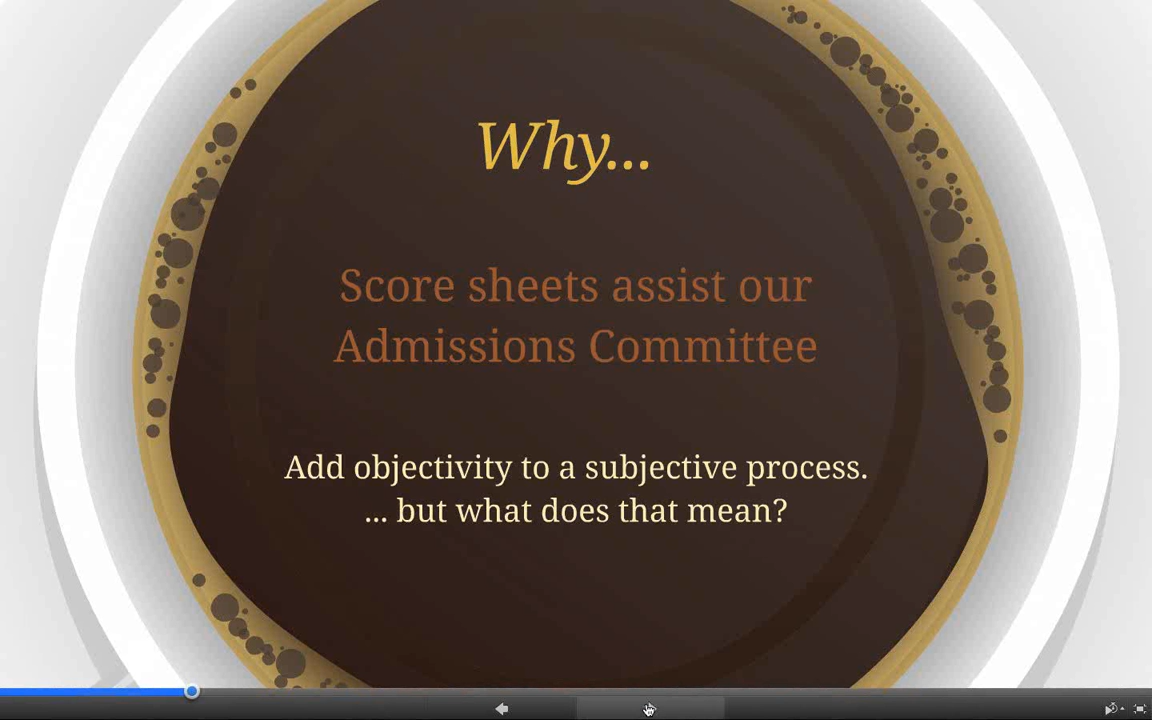 Why...
Score sheets assist our
Admissions Committee
Add objectivity to a subjective process.
... but what does that mean?